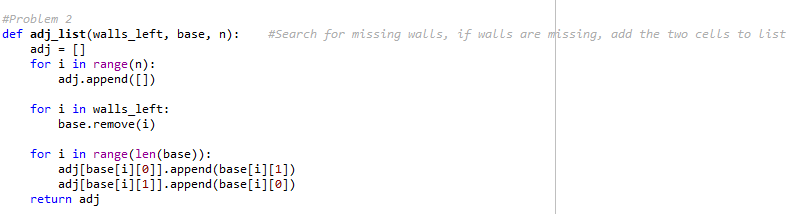 #Problem 2
def adj_list(walls_left, base, n):    #Search for missing walls, if walls are missing, add the two cells to list
    adj = []
    for i in range(n):
        adj.append([])

    for i in walls_left:
        base.remove(i)

    for i in range(len(base)):
        adj[base[i][0]].append(base[i][1])
        adj[base[i][1]].append(base[i][0])
    return adj